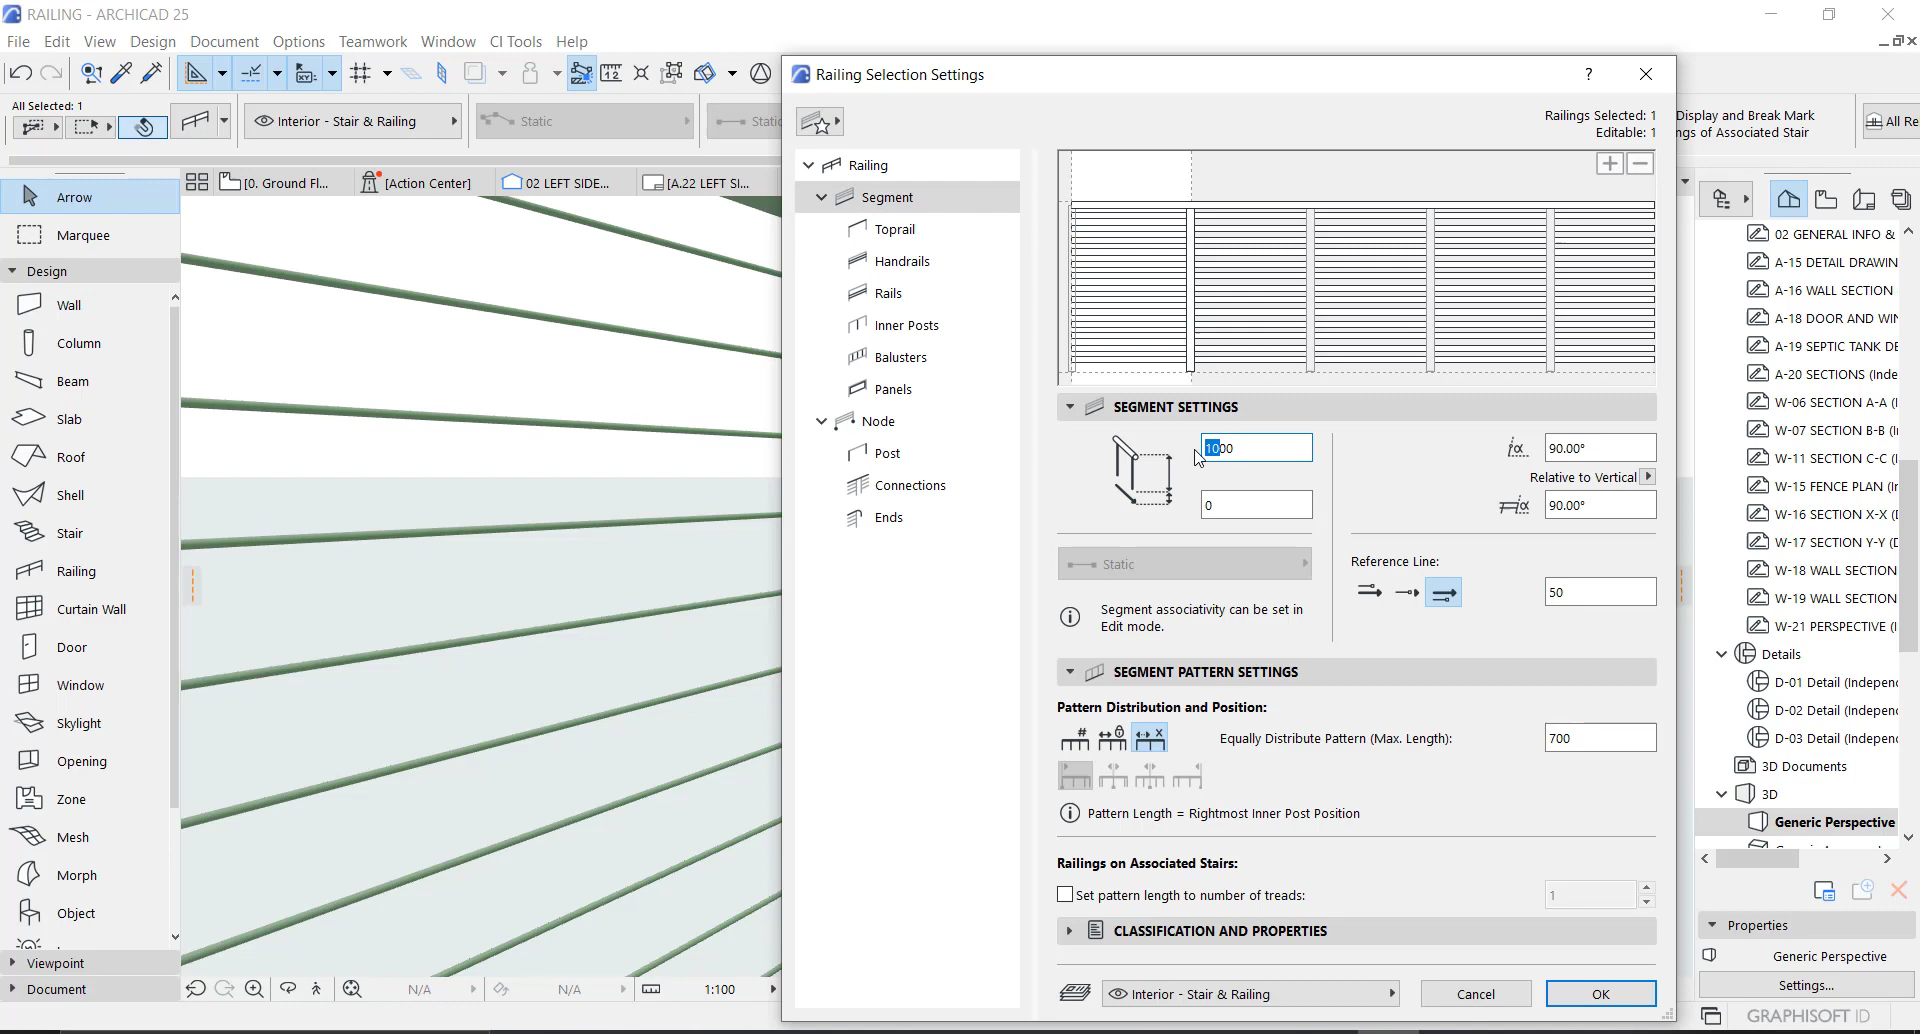 RAILING - ARCHICAD 25
File Edit View Design Document Options Teamwork Window CI Tools Help
All Selected: 1
Interior - Stair & Railing
Static
Static
Display and Break Mark
ngs of Associated Stair
All Re
Arrow
Marquee
Design
Wall
Column
Beam
Slab
Roof
Shell
Stair
Railing
Curtain Wall
Door
Window
Skylight
Opening
Zone
Mesh
Morph
Object
Viewpoint
Document
[0. Ground Fl...
[Action Center]
02 LEFT SIDE...
[A.22 LEFT SI...
N/A
N/A
1:100
Railing Selection Settings
?
Railings Selected: 1
Editable: 1
Railing
Segment
Toprail
Handrails
Rails
Inner Posts
Balusters
Panels
Node
Post
Connections
Ends
SEGMENT SETTINGS
1000
0
α 90.00°
Relative to Vertical
α 90.00°
Static
Segment associativity can be set in
Edit mode.
Reference Line:
50
SEGMENT PATTERN SETTINGS
Pattern Distribution and Position:
Equally Distribute Pattern (Max. Length):
700
Pattern Length = Rightmost Inner Post Position
Railings on Associated Stairs:
Set pattern length to number of treads:
1
CLASSIFICATION AND PROPERTIES
Interior - Stair & Railing
Cancel
OK
02 GENERAL INFO &
A-15 DETAIL DRAWIN
A-16 WALL SECTION
A-18 DOOR AND WIN
A-19 SEPTIC TANK DE
A-20 SECTIONS (Inde
W-06 SECTION A-A (I
W-07 SECTION B-B (I
W-11 SECTION C-C (I
W-15 FENCE PLAN (Ir
W-16 SECTION X-X (I
W-17 SECTION Y-Y (D
W-18 WALL SECTION
W-19 WALL SECTION
W-21 PERSPECTIVE (I
Details
D-01 Detail (Indepen
D-02 Detail (Indepen
D-03 Detail (Indepen
3D Documents
3D
Generic Perspective
Properties
Generic Perspective
Settings...
GRAPHISOFT ID